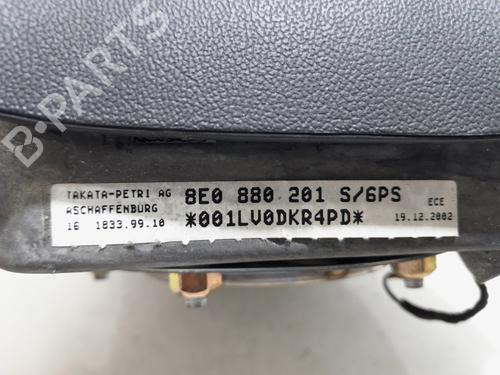 B-PARTS
TAKATA-PETRI AG 8E0 880 201 S/6PS ECE
ASCHAFFENBURG
16 1833.99.10 *001LV0DKR4PD* 19.12.2002